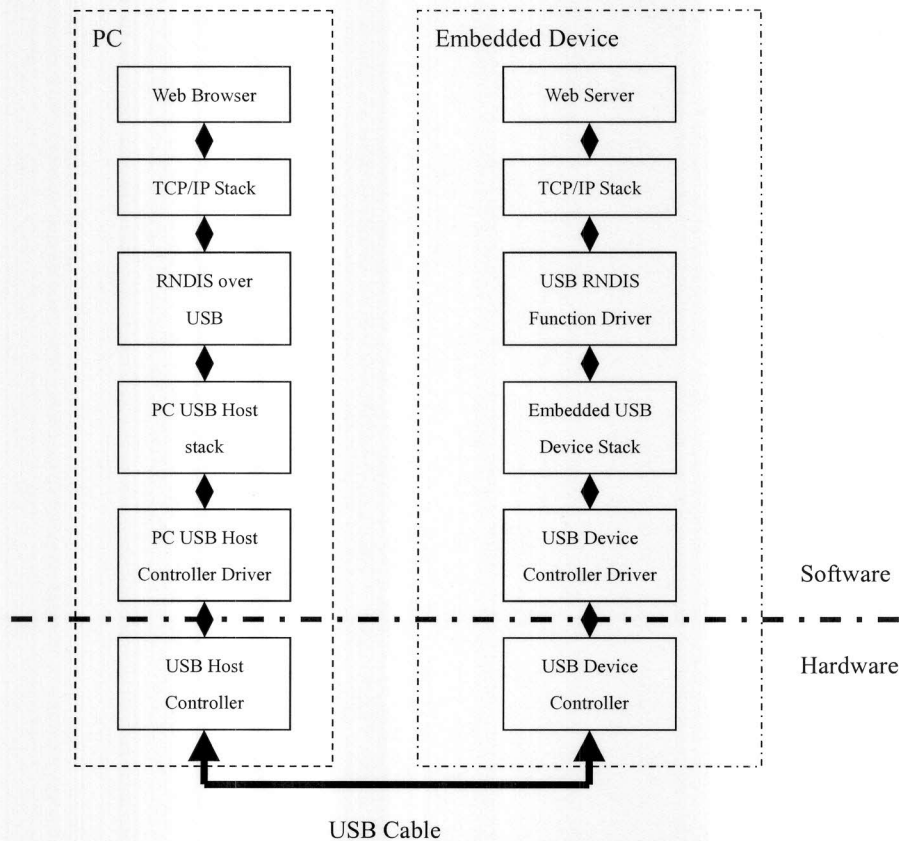 PC
Web Browser
TCP/IP Stack
RNDIS over
USB
PC USB Host
stack
PC USB Host
Controller Driver
USB Host
Controller
Embedded Device
Web Server
TCP/IP Stack
USB RNDIS
Function Driver
Embedded USB
Device Stack
USB Device
Controller Driver
USB Device
Controller
Software
Hardware
USB Cable